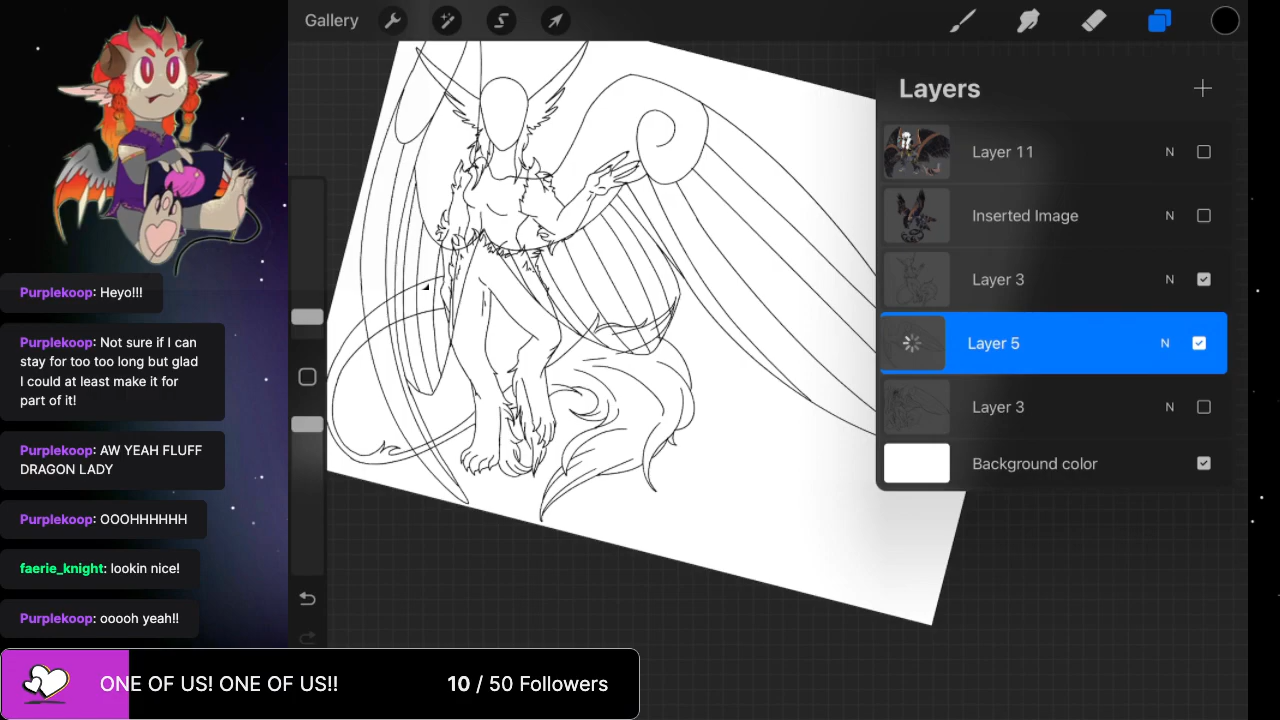 Gallery
Layers
Layer 11 N
Inserted Image N
Layer 3 N
Layer 5 N
Layer 3 N
Background color
Purplekoop: Heyo!!!
Purplekoop: Not sure if I can
stay for too too long but glad
I could at least make it for
part of it!
Purplekoop: AW YEAH FLUFF
DRAGON LADY
Purplekoop: OOOHHHHHH
faerie_knight: lookin nice!
Purplekoop: ooooh yeah!!
ONE OF US! ONE OF US!! 10 / 50 Followers